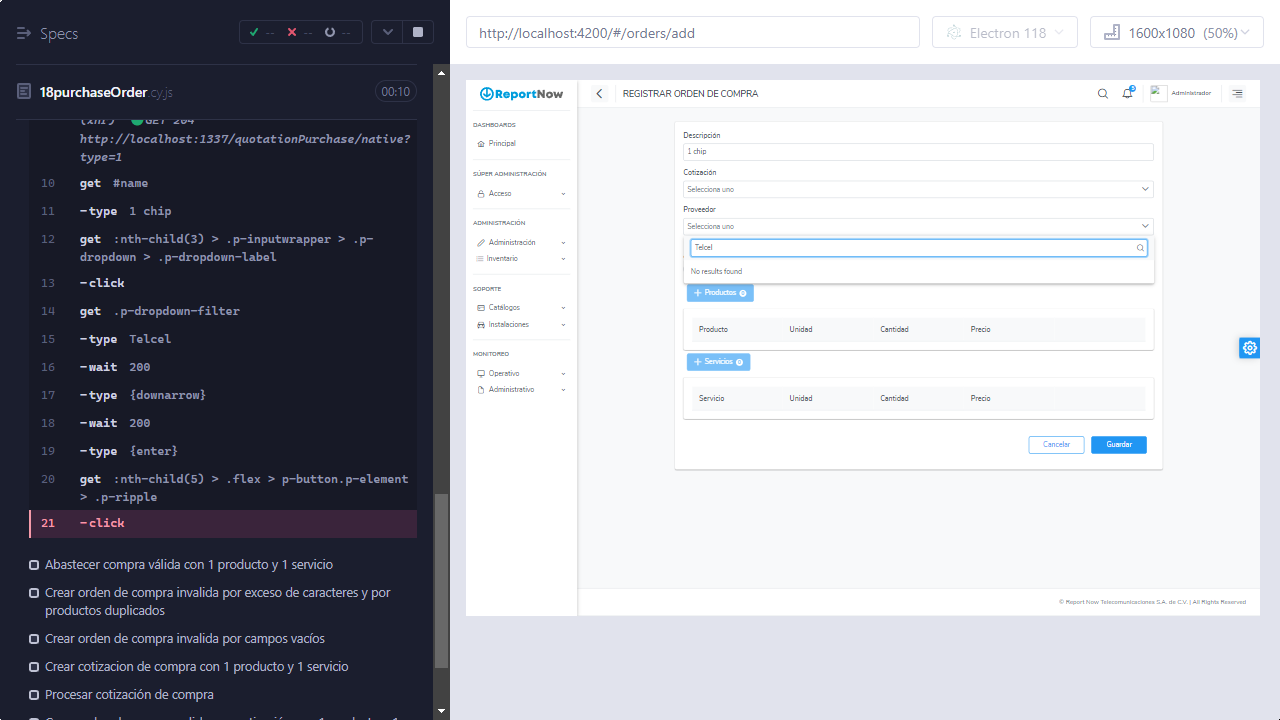 Specs
-- -- --
18purchaseOrder.cy.js 00:10
(xhr) GET 204
http://localhost:1337/quotationPurchase/native?
type=1
10 get #name
11 -type 1 chip
12 get :nth-child(3) > .p-inputwrapper > .p-
dropdown > .p-dropdown-label
13 -click
14 get .p-dropdown-filter
15 -type Telcel
16 -wait 200
17 -type {downarrow}
18 -wait 200
19 -type {enter}
20 get :nth-child(5) > .flex > p-button.p-element
> .p-ripple
21 -click
Abastecer compra válida con 1 producto y 1 servicio
Crear orden de compra invalida por exceso de caracteres y por
productos duplicados
Crear orden de compra invalida por campos vacíos
Crear cotizacion de compra con 1 producto y 1 servicio
Procesar cotización de compra
http://localhost:4200/#/orders/add
Electron 118
1600x1080 (50%)
ReportNow
DASHBOARDS
Principal
SÚPER ADMINISTRACIÓN
Acceso
ADMINISTRACIÓN
Administración
Inventario
SOPORTE
Catálogos
Instalaciones
MONITOREO
Operativo
Administrativo
REGISTRAR ORDEN DE COMPRA
Administrador
Descripción
1 chip
Cotización
Selecciona uno
Proveedor
Selecciona uno
Telcel
No results found
+ Productos 0
Producto Unidad Cantidad Precio
+ Servicios 0
Servicio Unidad Cantidad Precio
Cancelar Guardar
© Report Now Telecomunicaciones S.A. de C.V. | All Rights Reserved